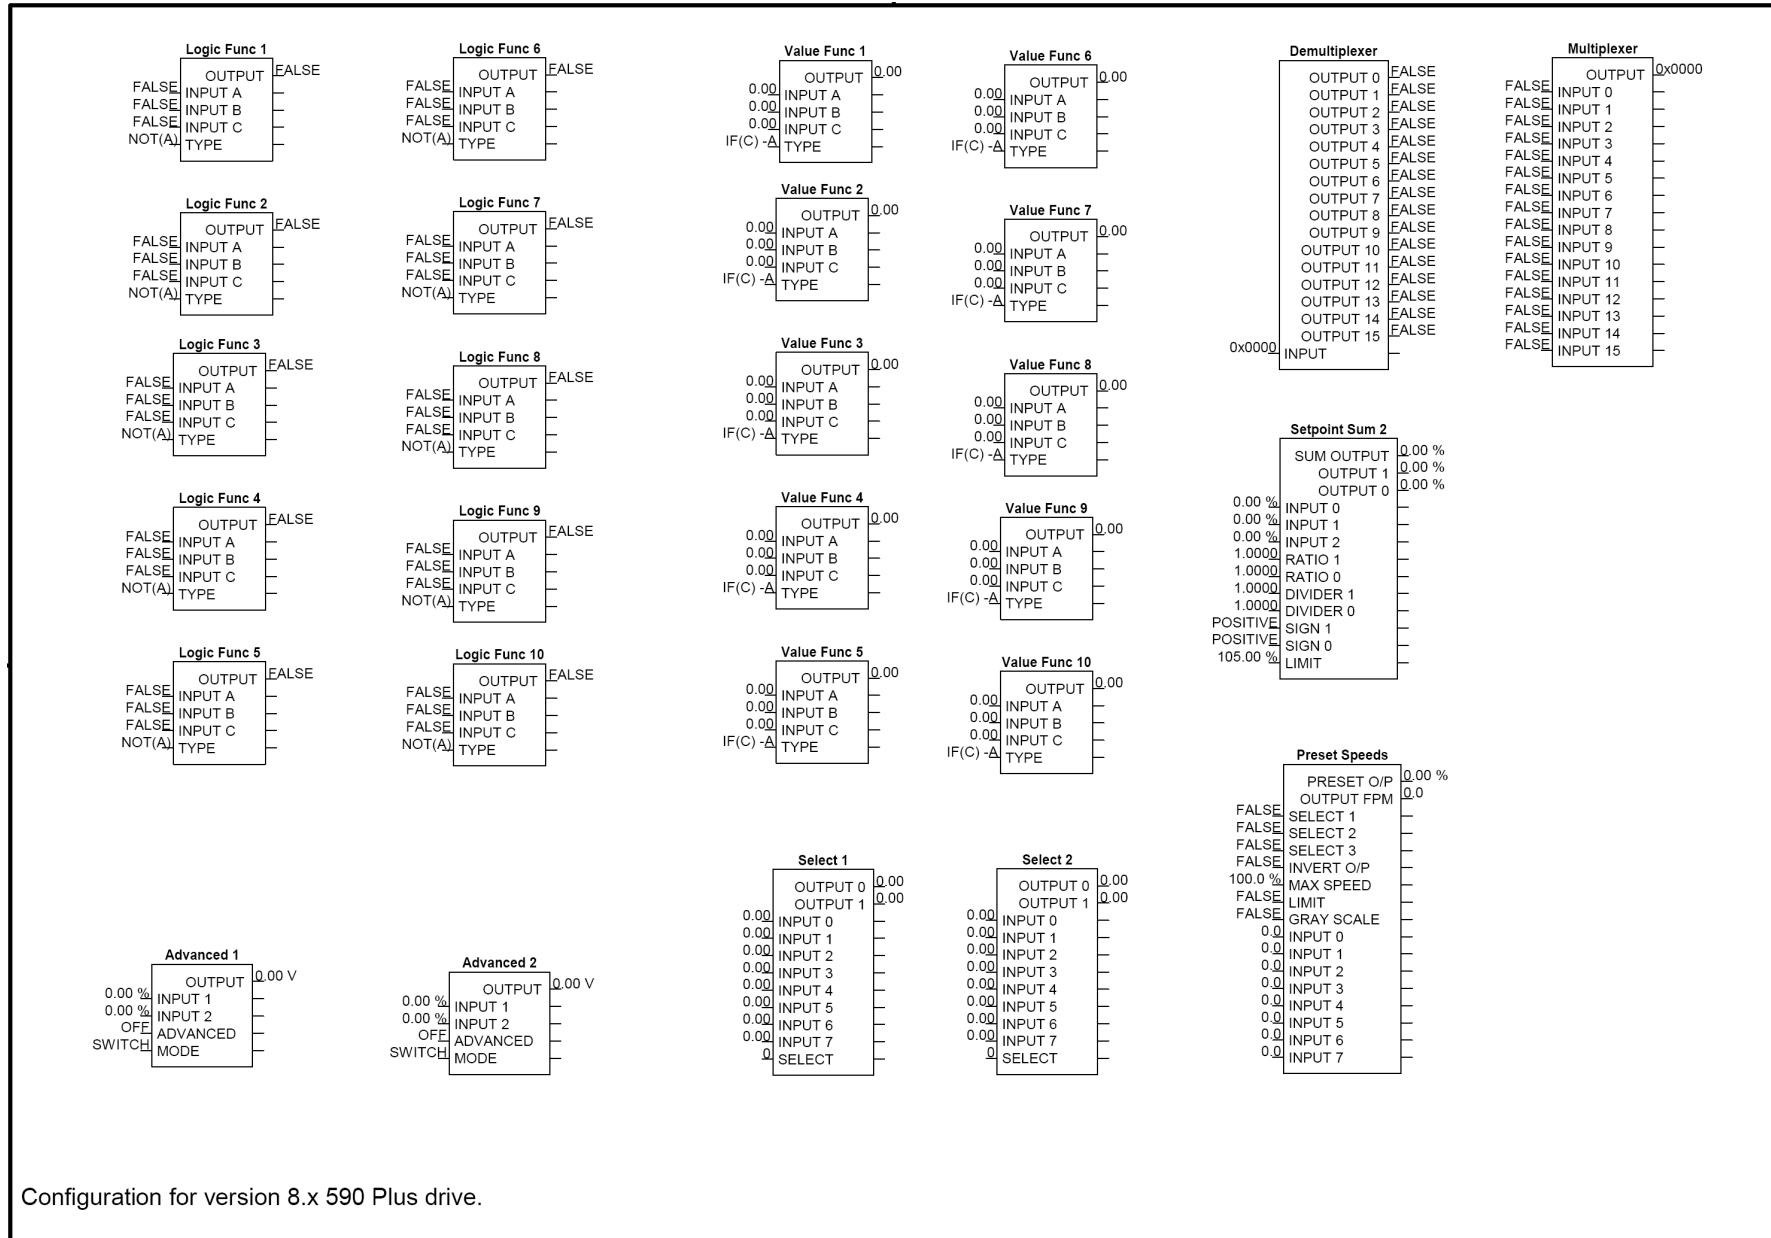 Logic Func 1
OUTPUT FALSE
FALSE INPUT A
FALSE INPUT B
FALSE INPUT C
NOT(A) TYPE
Logic Func 2
OUTPUT FALSE
FALSE INPUT A
FALSE INPUT B
FALSE INPUT C
NOT(A) TYPE
Logic Func 3
OUTPUT FALSE
FALSE INPUT A
FALSE INPUT B
FALSE INPUT C
NOT(A) TYPE
Logic Func 4
OUTPUT FALSE
FALSE INPUT A
FALSE INPUT B
FALSE INPUT C
NOT(A) TYPE
Logic Func 5
OUTPUT FALSE
FALSE INPUT A
FALSE INPUT B
FALSE INPUT C
NOT(A) TYPE
Advanced 1
OUTPUT 0.00 V
0.00 % INPUT 1
0.00 % INPUT 2
OFF ADVANCED
SWITCH MODE
Logic Func 6
OUTPUT FALSE
FALSE INPUT A
FALSE INPUT B
FALSE INPUT C
NOT(A) TYPE
Logic Func 7
OUTPUT FALSE
FALSE INPUT A
FALSE INPUT B
FALSE INPUT C
NOT(A) TYPE
Logic Func 8
OUTPUT FALSE
FALSE INPUT A
FALSE INPUT B
FALSE INPUT C
NOT(A) TYPE
Logic Func 9
OUTPUT FALSE
FALSE INPUT A
FALSE INPUT B
FALSE INPUT C
NOT(A) TYPE
Logic Func 10
OUTPUT FALSE
FALSE INPUT A
FALSE INPUT B
FALSE INPUT C
NOT(A) TYPE
Advanced 2
OUTPUT 0.00 V
0.00 % INPUT 1
0.00 % INPUT 2
OFF ADVANCED
SWITCH MODE
Value Func 1
OUTPUT 0.00
0.00 INPUT A
0.00 INPUT B
0.00 INPUT C
IF(C) -A TYPE
Value Func 2
OUTPUT 0.00
0.00 INPUT A
0.00 INPUT B
0.00 INPUT C
IF(C) -A TYPE
Value Func 3
OUTPUT 0.00
0.00 INPUT A
0.00 INPUT B
0.00 INPUT C
IF(C) -A TYPE
Value Func 4
OUTPUT 0.00
0.00 INPUT A
0.00 INPUT B
0.00 INPUT C
IF(C) -A TYPE
Value Func 5
OUTPUT 0.00
0.00 INPUT A
0.00 INPUT B
0.00 INPUT C
IF(C) -A TYPE
Select 1
OUTPUT 0 0.00
OUTPUT 1 0.00
0.00 INPUT 0
0.00 INPUT 1
0.00 INPUT 2
0.00 INPUT 3
0.00 INPUT 4
0.00 INPUT 5
0.00 INPUT 6
0.00 INPUT 7
0 SELECT
Value Func 6
OUTPUT 0.00
0.00 INPUT A
0.00 INPUT B
0.00 INPUT C
IF(C) -A TYPE
Value Func 7
OUTPUT 0.00
0.00 INPUT A
0.00 INPUT B
0.00 INPUT C
IF(C) -A TYPE
Value Func 8
OUTPUT 0.00
0.00 INPUT A
0.00 INPUT B
0.00 INPUT C
IF(C) -A TYPE
Value Func 9
OUTPUT 0.00
0.00 INPUT A
0.00 INPUT B
0.00 INPUT C
IF(C) -A TYPE
Value Func 10
OUTPUT 0.00
0.00 INPUT A
0.00 INPUT B
0.00 INPUT C
IF(C) -A TYPE
Select 2
OUTPUT 0 0.00
OUTPUT 1 0.00
0.00 INPUT 0
0.00 INPUT 1
0.00 INPUT 2
0.00 INPUT 3
0.00 INPUT 4
0.00 INPUT 5
0.00 INPUT 6
0.00 INPUT 7
0 SELECT
Demultiplexer
OUTPUT 0 FALSE
OUTPUT 1 FALSE
OUTPUT 2 FALSE
OUTPUT 3 FALSE
OUTPUT 4 FALSE
OUTPUT 5 FALSE
OUTPUT 6 FALSE
OUTPUT 7 FALSE
OUTPUT 8 FALSE
OUTPUT 9 FALSE
OUTPUT 10 FALSE
OUTPUT 11 FALSE
OUTPUT 12 FALSE
OUTPUT 13 FALSE
OUTPUT 14 FALSE
OUTPUT 15 FALSE
0x0000 INPUT
Setpoint Sum 2
SUM OUTPUT 0.00 %
OUTPUT 1 0.00 %
OUTPUT 0 0.00 %
0.00 % INPUT 0
0.00 % INPUT 1
0.00 % INPUT 2
1.0000 RATIO 1
1.0000 RATIO 0
1.0000 DIVIDER 1
1.0000 DIVIDER 0
POSITIVE SIGN 1
POSITIVE SIGN 0
105.00 % LIMIT
Preset Speeds
PRESET O/P 0.00 %
OUTPUT FPM 0.0
FALSE SELECT 1
FALSE SELECT 2
FALSE SELECT 3
FALSE INVERT O/P
100.0 % MAX SPEED
FALSE LIMIT
FALSE GRAY SCALE
0.0 INPUT 0
0.0 INPUT 1
0.0 INPUT 2
0.0 INPUT 3
0.0 INPUT 4
0.0 INPUT 5
0.0 INPUT 6
0.0 INPUT 7
Multiplexer
OUTPUT 0x0000
FALSE INPUT 0
FALSE INPUT 1
FALSE INPUT 2
FALSE INPUT 3
FALSE INPUT 4
FALSE INPUT 5
FALSE INPUT 6
FALSE INPUT 7
FALSE INPUT 8
FALSE INPUT 9
FALSE INPUT 10
FALSE INPUT 11
FALSE INPUT 12
FALSE INPUT 13
FALSE INPUT 14
FALSE INPUT 15
Configuration for version 8.x 590 Plus drive.